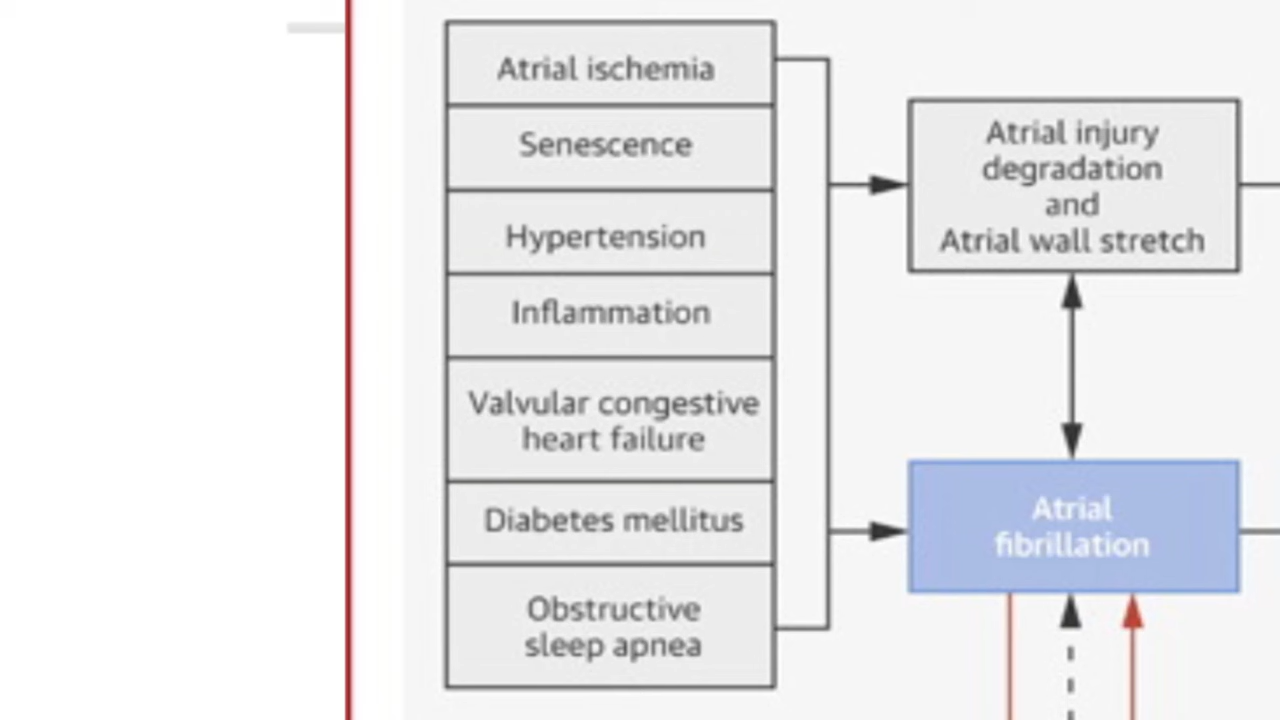 Atrial ischemia
Senescence
Hypertension
Inflammation
Valvular congestive
heart failure
Diabetes mellitus
Obstructive
sleep apnea
Atrial injury
degradation
and
Atrial wall stretch
Atrial
fibrillation